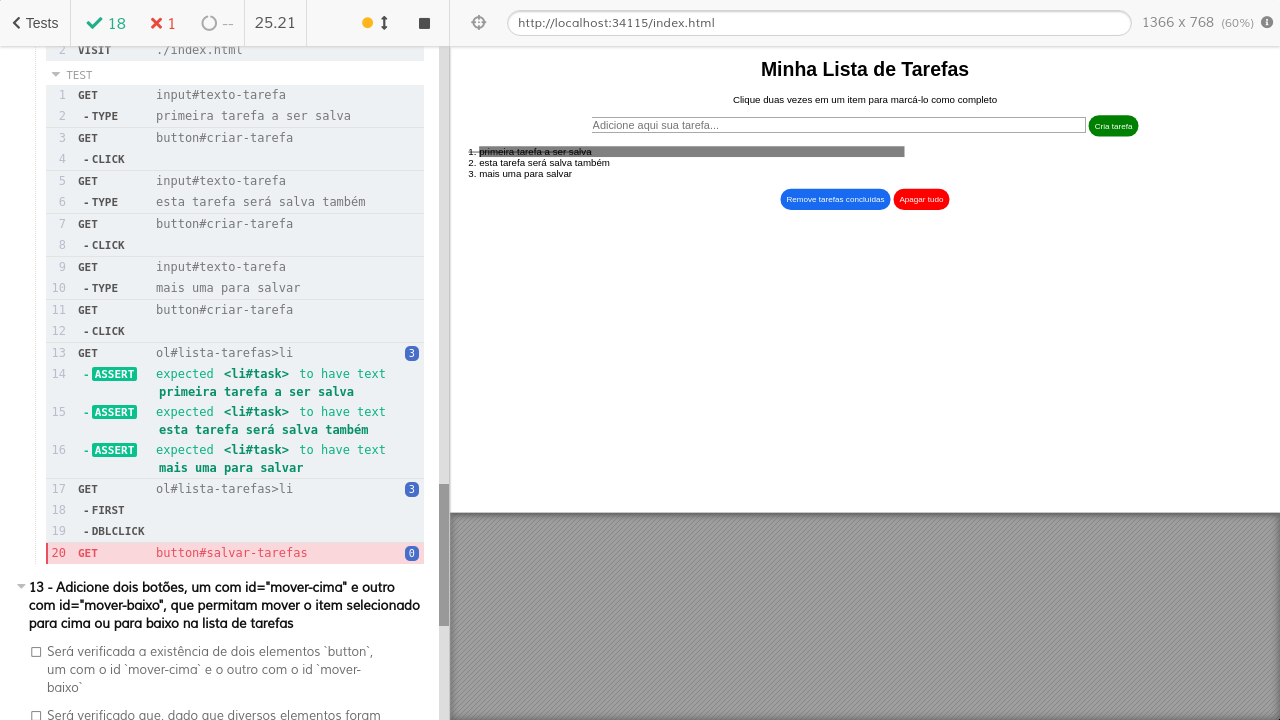 Tests
18
1
--
25.21
http://localhost:34115/index.html
1366 x 768 (60%)
2 VISIT ./index.html
TEST
1 GET input#texto-tarefa
2 -TYPE primeira tarefa a ser salva
3 GET button#criar-tarefa
4 -CLICK
5 GET input#texto-tarefa
6 -TYPE esta tarefa será salva também
7 GET button#criar-tarefa
8 -CLICK
9 GET input#texto-tarefa
10 -TYPE mais uma para salvar
11 GET button#criar-tarefa
12 -CLICK
13 GET ol#lista-tarefas>li 3
14 -ASSERT expected <li#task> to have text
primeira tarefa a ser salva
15 -ASSERT expected <li#task> to have text
esta tarefa será salva também
16 -ASSERT expected <li#task> to have text
mais uma para salvar
17 GET ol#lista-tarefas>li 3
18 -FIRST
19 -DBLCLICK
20 GET button#salvar-tarefas 0
13 - Adicione dois botões, um com id="mover-cima" e outro
com id="mover-baixo", que permitam mover o item selecionado
para cima ou para baixo na lista de tarefas
Será verificada a existência de dois elementos `button`,
um com o id `mover-cima` e o outro com o id `mover-
baixo`
Será verificado que, dado que diversos elementos foram
Minha Lista de Tarefas
Clique duas vezes em um item para marcá-lo como completo
Adicione aqui sua tarefa...
Cria tarefa
1. primeira tarefa a ser salva
2. esta tarefa será salva também
3. mais uma para salvar
Remove tarefas concluídas
Apagar tudo